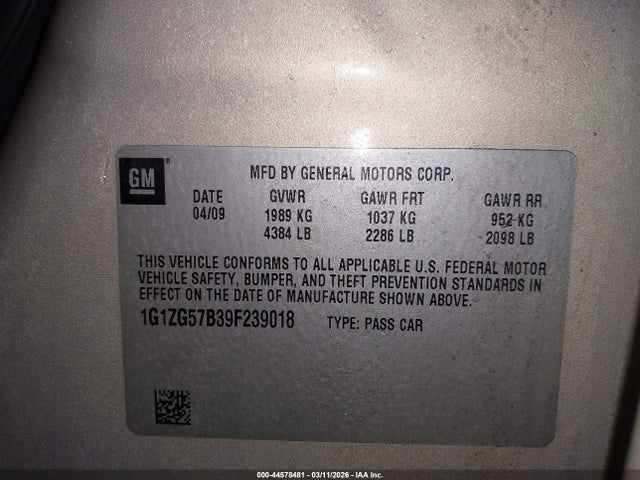 GM ®
MFD BY GENERAL MOTORS CORP.
DATE GVWR GAWR FRT GAWR RR
04/09 1989 KG 1037 KG 952 KG
4384 LB 2286 LB 2098 LB
THIS VEHICLE CONFORMS TO ALL APPLICABLE U.S. FEDERAL MOTOR
VEHICLE SAFETY, BUMPER, AND THEFT PREVENTION STANDARDS IN
EFFECT ON THE DATE OF MANUFACTURE SHOWN ABOVE.
1G1ZG57B39F239018 TYPE: PASS CAR
000-44578481 - 03/11/2026 - IAA Inc.